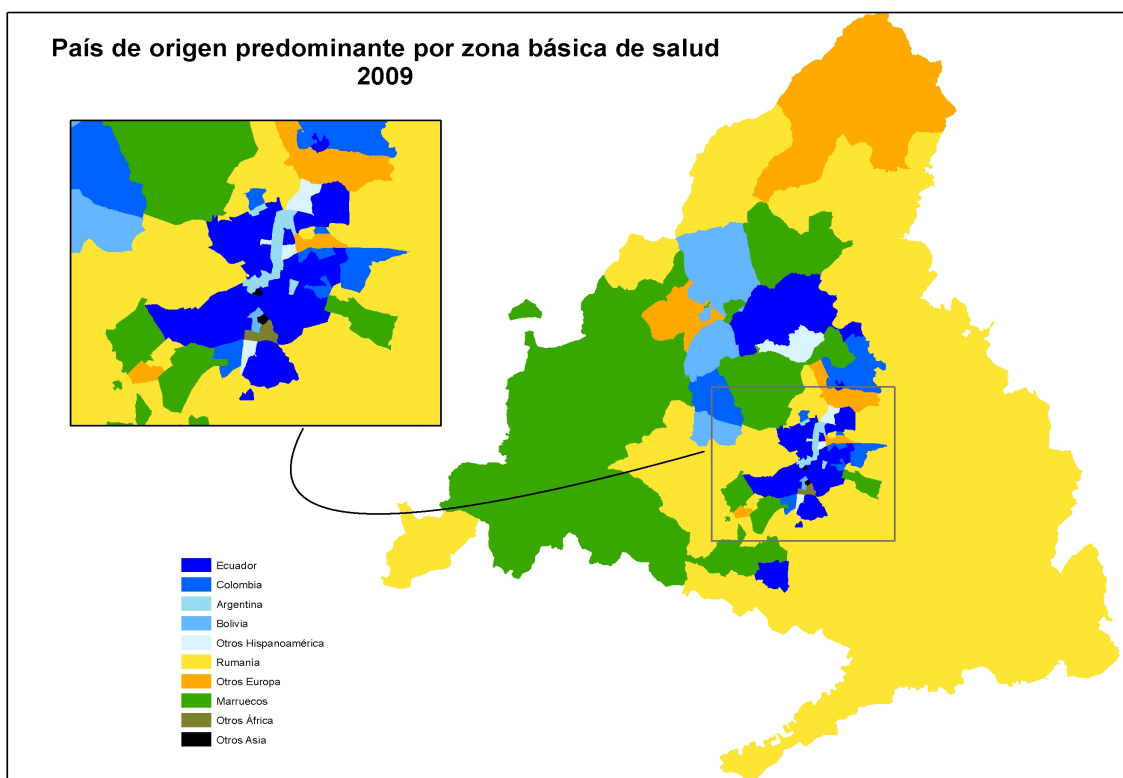 País de origen predominante por zona básica de salud
2009
Ecuador
Colombia
Argentina
Bolivia
Otros Hispanoamérica
Rumanía
Otros Europa
Marruecos
Otros África
Otros Asia